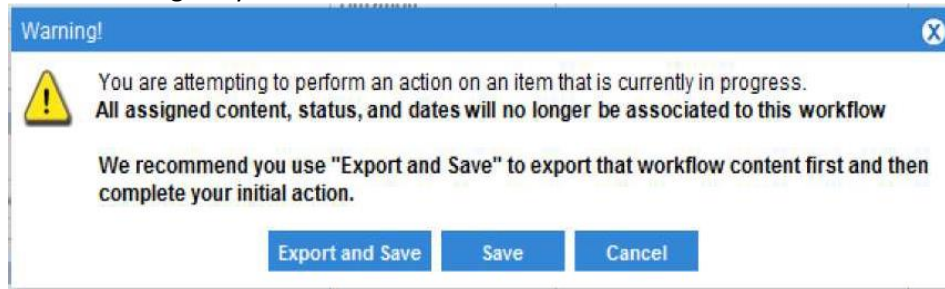 Warning!
You are attempting to perform an action on an item that is currently in progress.
All assigned content, status, and dates will no longer be associated to this workflow
We recommend you use "Export and Save" to export that workflow content first and then
complete your initial action.
Export and Save Save Cancel